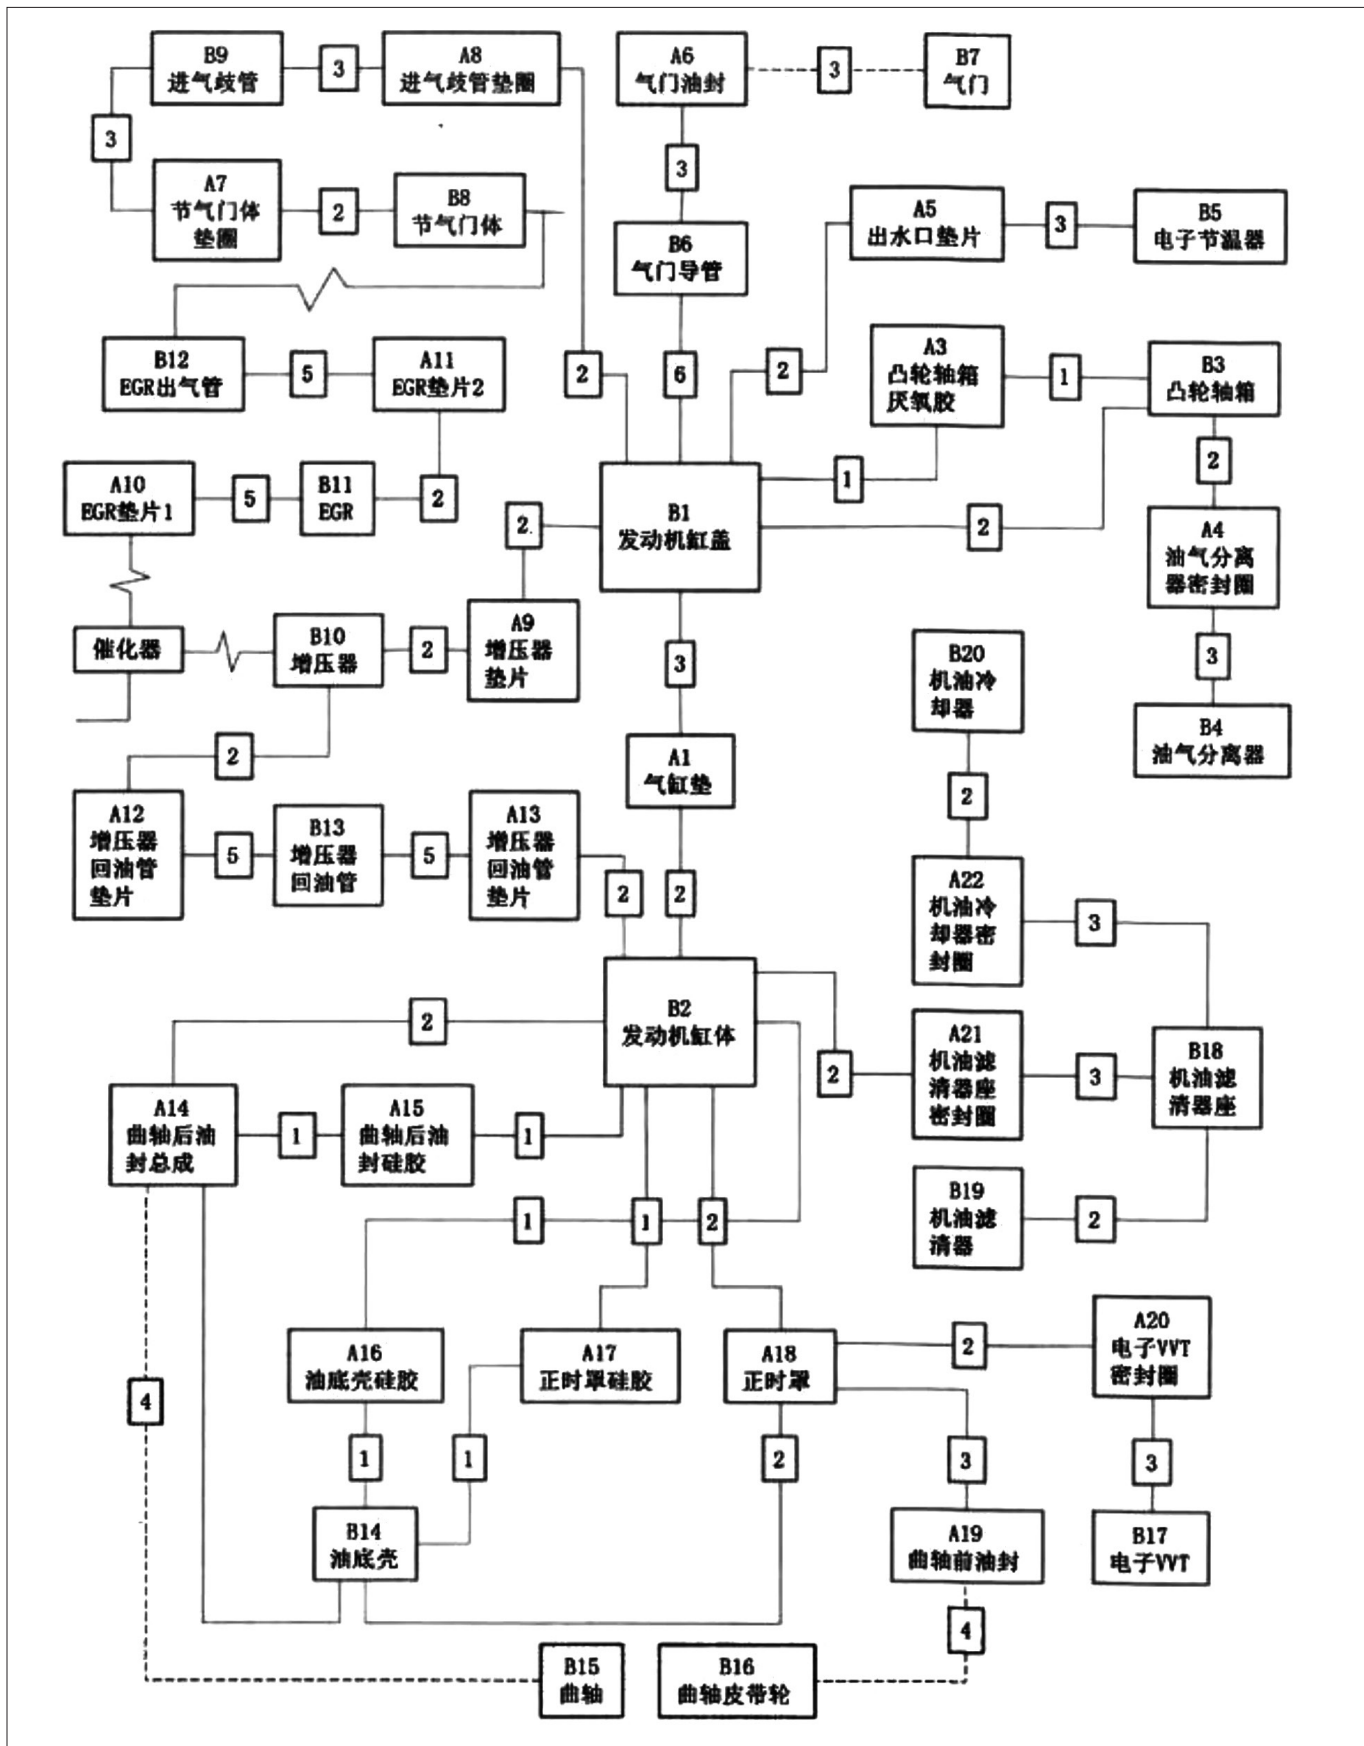 B9
进气歧管
3
A8
进气歧管垫圈
A6
气门油封
3
B7
气门
3
A7
节气门体
垫圈
2
B8
节气门体
3
B6
气门导管
A5
出水口垫片
3
B5
电子节温器
B12
EGR出气管
5
A11
EGR垫片2
2
6
2
A3
凸轮轴箱
厌氧胶
1
B3
凸轮轴箱
A10
EGR垫片1
5
B11
EGR
2
2
B1
发动机缸盖
1
2
2
A4
油气分离
器密封圈
催化器
B10
增压器
2
A9
增压器
垫片
3
B20
机油冷
却器
3
B4
油气分离器
2
A1
气缸垫
2
A12
增压器
回油管
垫片
5
B13
增压器
回油管
5
A13
增压器
回油管
垫片
2
2
A22
机油冷
却器密
封圈
3
2
B2
发动机缸体
2
A21
机油滤
清器座
密封圈
3
B18
机油滤
清器座
A14
曲轴后油
封总成
1
A15
曲轴后油
封硅胶
1
1
1
2
B19
机油滤
清器
2
A16
油底壳硅胶
A17
正时罩硅胶
A18
正时罩
2
A20
电子VVT
密封圈
4
1
1
2
3
3
B14
油底壳
A19
曲轴前油封
B17
电子VVT
4
B15
曲轴
B16
曲轴皮带轮